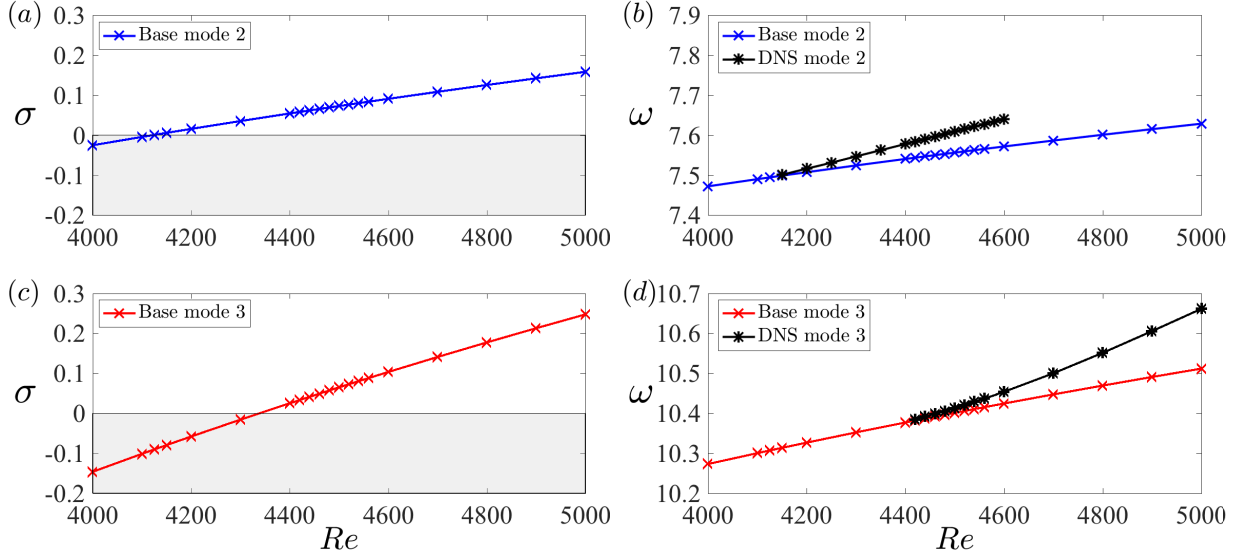 (a)
0.3
0.2
0.1
0
-0.1
-0.2
σ
Base mode 2
4000 4200 4400 4600 4800 5000
(b)
7.9
7.8
7.7
7.6
7.5
7.4
ω
Base mode 2
DNS mode 2
4000 4200 4400 4600 4800 5000
(c)
0.3
0.2
0.1
0
-0.1
-0.2
σ
Base mode 3
4000 4200 4400 4600 4800 5000
Re
(d)
10.7
10.6
10.5
10.4
10.3
10.2
ω
Base mode 3
DNS mode 3
4000 4200 4400 4600 4800 5000
Re